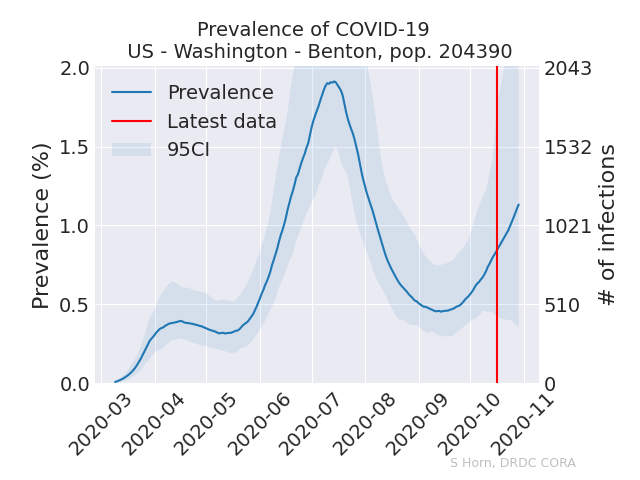 Prevalence of COVID-19
US - Washington - Benton, pop. 204390
Prevalence (%)
2.0
1.5
1.0
0.5
0.0
Prevalence
Latest data
95CI
2043
1532
1021
510
0
# of infections
2020-03
2020-04
2020-05
2020-06
2020-07
2020-08
2020-09
2020-10
2020-11
S Horn, DRDC CORA